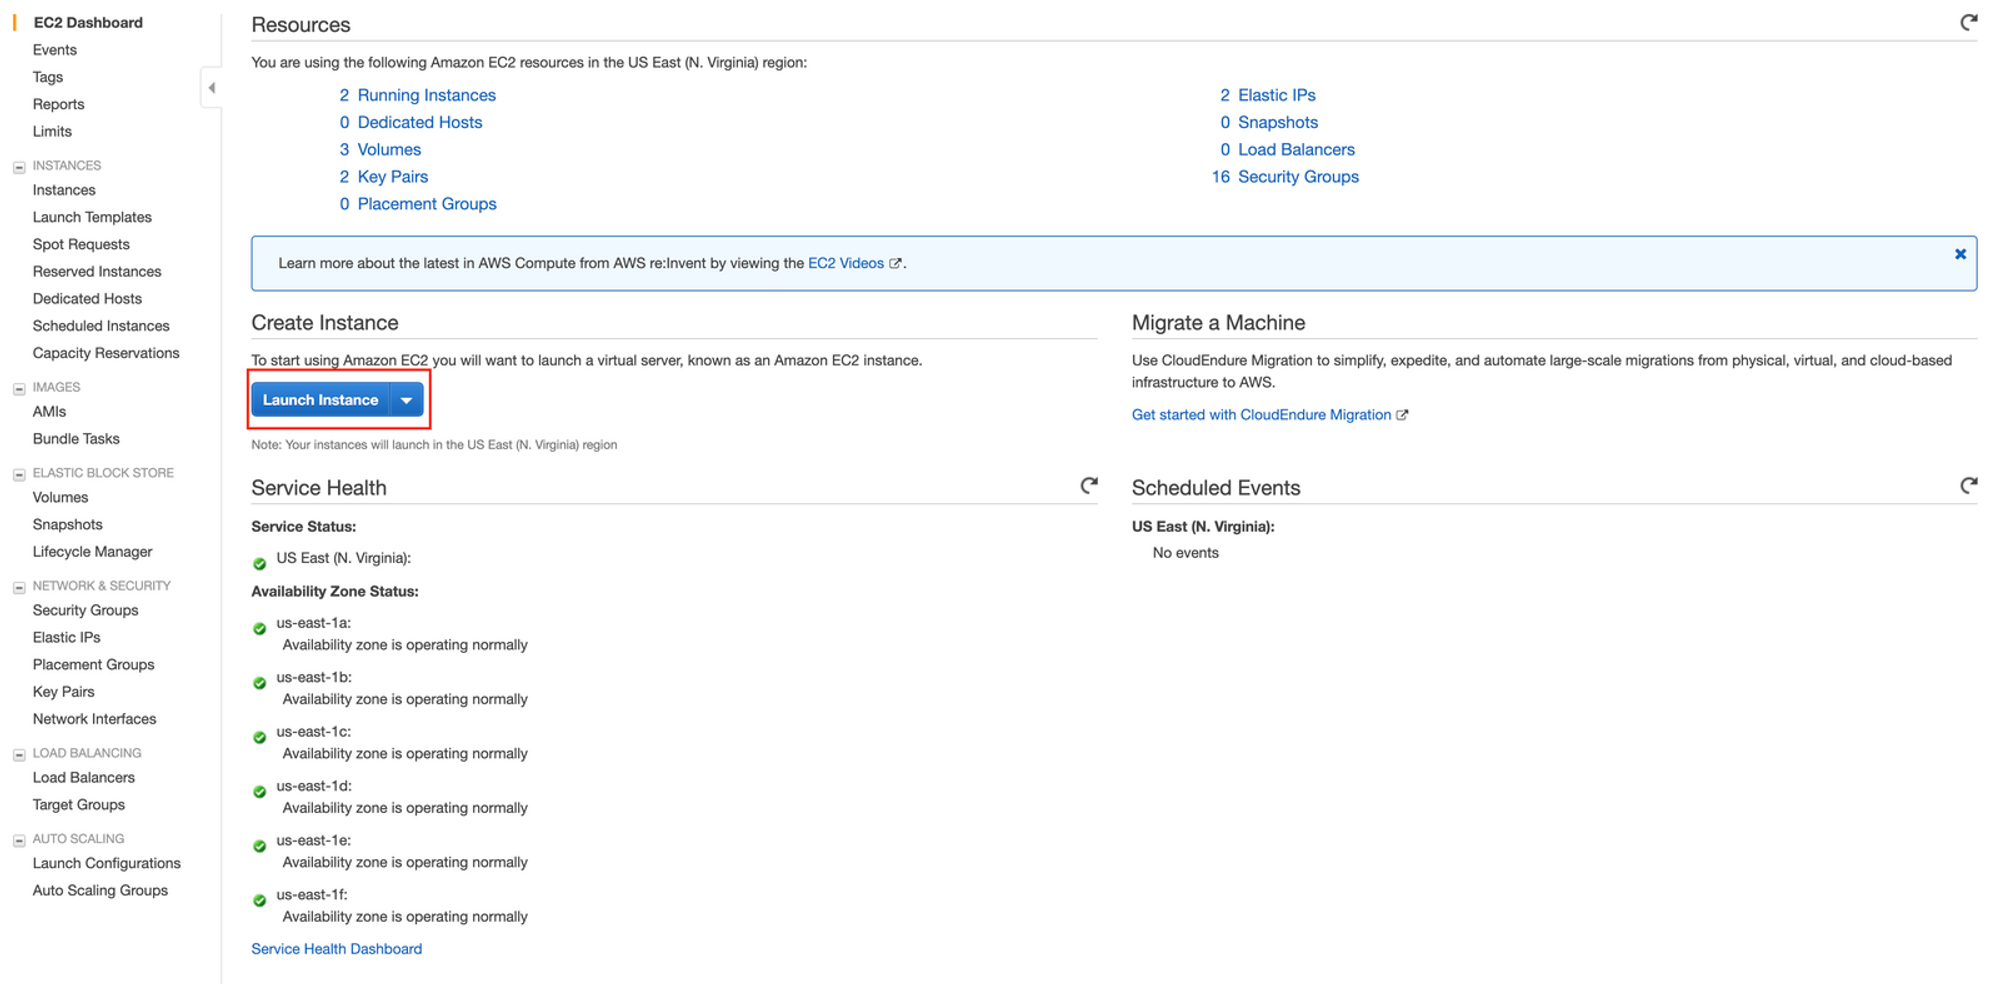 EC2 Dashboard
Events
Tags
Reports
Limits
INSTANCES
Instances
Launch Templates
Spot Requests
Reserved Instances
Dedicated Hosts
Scheduled Instances
Capacity Reservations
IMAGES
AMIs
Bundle Tasks
ELASTIC BLOCK STORE
Volumes
Snapshots
Lifecycle Manager
NETWORK & SECURITY
Security Groups
Elastic IPs
Placement Groups
Key Pairs
Network Interfaces
LOAD BALANCING
Load Balancers
Target Groups
AUTO SCALING
Launch Configurations
Auto Scaling Groups
Resources
You are using the following Amazon EC2 resources in the US East (N. Virginia) region:
2 Running Instances
0 Dedicated Hosts
3 Volumes
2 Key Pairs
0 Placement Groups
2 Elastic IPs
0 Snapshots
0 Load Balancers
16 Security Groups
Learn more about the latest in AWS Compute from AWS re:Invent by viewing the EC2 Videos .
Create Instance
To start using Amazon EC2 you will want to launch a virtual server, known as an Amazon EC2 instance.
Launch Instance
Note: Your instances will launch in the US East (N. Virginia) region
Migrate a Machine
Use CloudEndure Migration to simplify, expedite, and automate large-scale migrations from physical, virtual, and cloud-based
infrastructure to AWS.
Get started with CloudEndure Migration
Service Health
Service Status:
US East (N. Virginia):
Availability Zone Status:
us-east-1a:
Availability zone is operating normally
us-east-1b:
Availability zone is operating normally
us-east-1c:
Availability zone is operating normally
us-east-1d:
Availability zone is operating normally
us-east-1e:
Availability zone is operating normally
us-east-1f:
Availability zone is operating normally
Service Health Dashboard
Scheduled Events
US East (N. Virginia):
No events